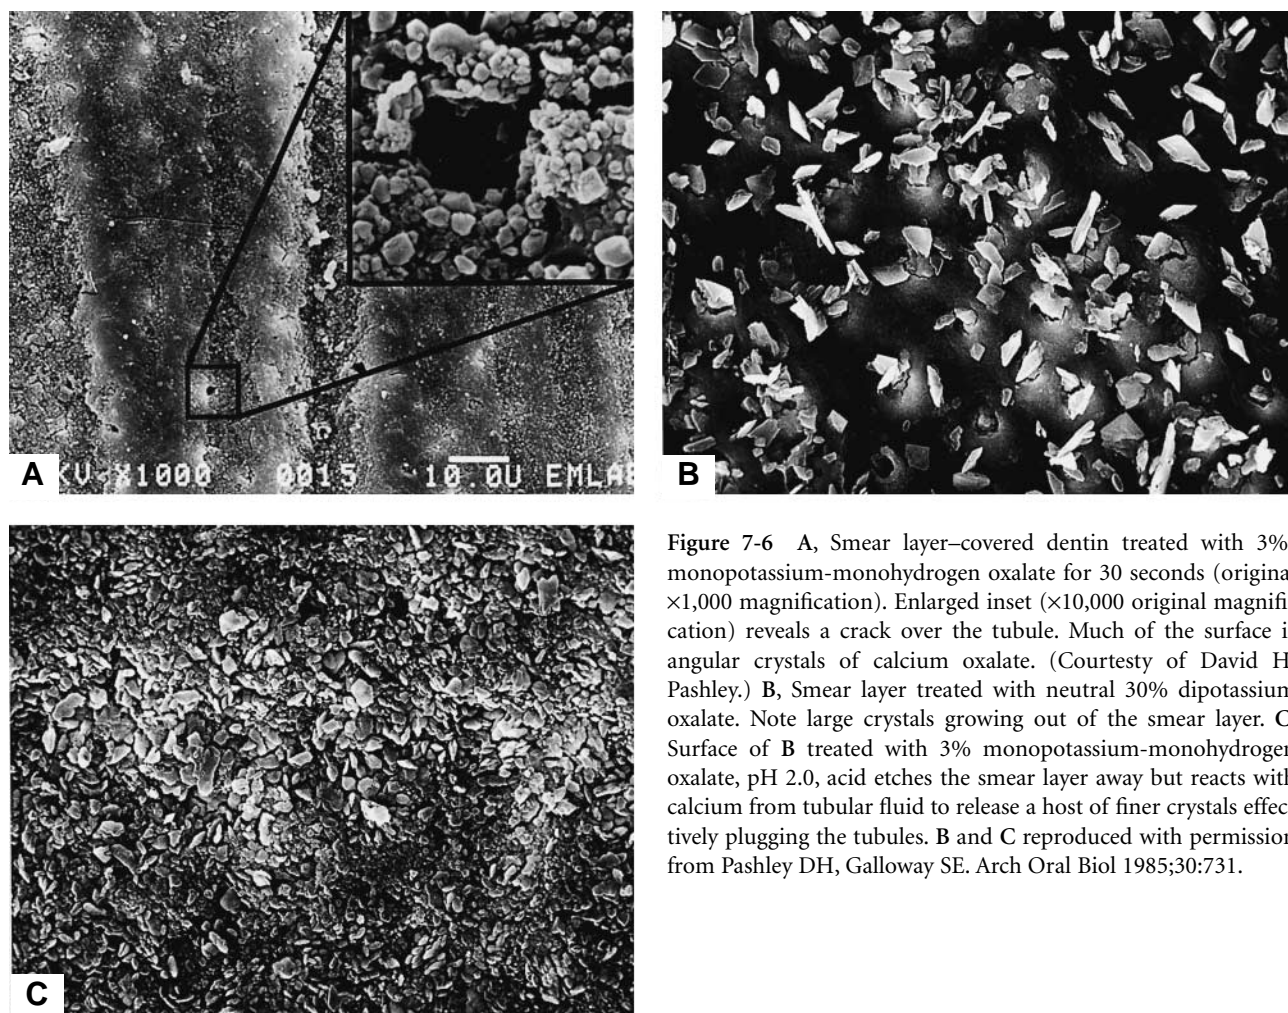 A
KV X1000 0015 10.0U EMLAB
B
Figure 7-6 A, Smear layer–covered dentin treated with 3%
monopotassium-monohydrogen oxalate for 30 seconds (origina
×1,000 magnification). Enlarged inset (×10,000 original magnifi
cation) reveals a crack over the tubule. Much of the surface i
angular crystals of calcium oxalate. (Courtesty of David H
Pashley.) B, Smear layer treated with neutral 30% dipotassium
oxalate. Note large crystals growing out of the smear layer. C
Surface of B treated with 3% monopotassium-monohydrogen
oxalate, pH 2.0, acid etches the smear layer away but reacts with
calcium from tubular fluid to release a host of finer crystals effec
tively plugging the tubules. B and C reproduced with permission
from Pashley DH, Galloway SE. Arch Oral Biol 1985;30:731.
C